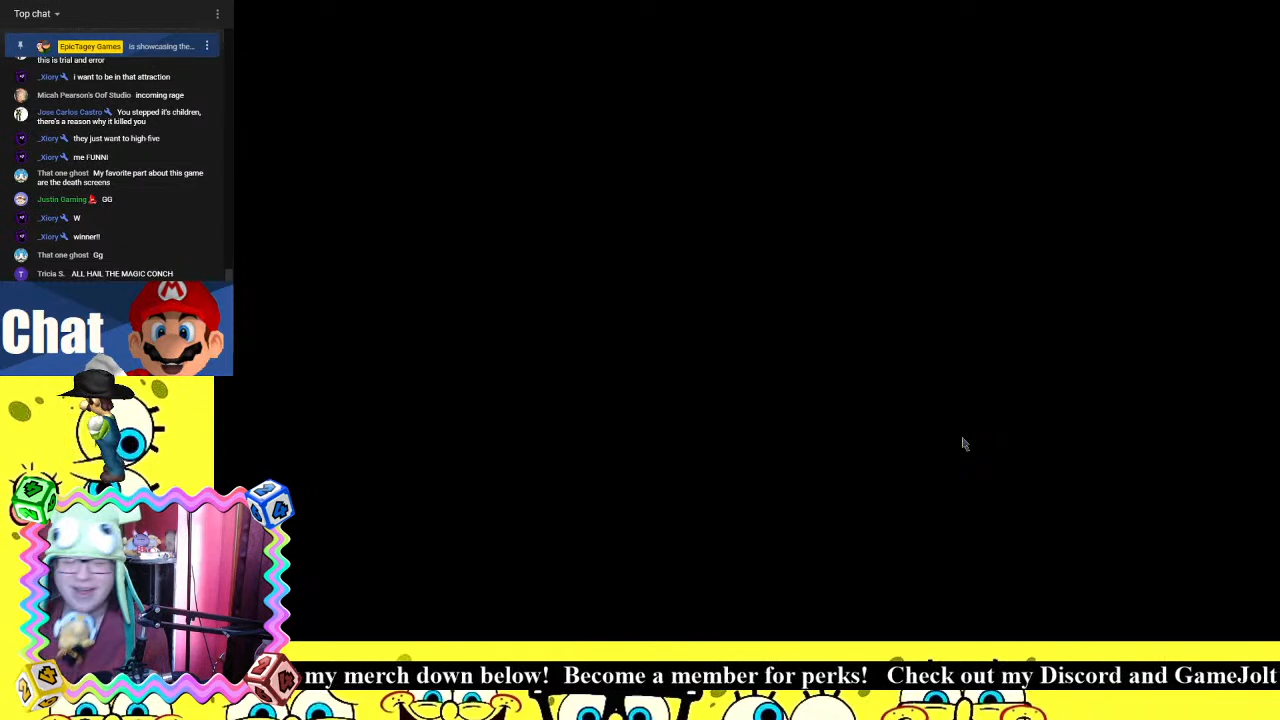 Top chat
EpicTagey Games is showcasing the...
this is trial and error
_Xiory i want to be in that attraction
Micah Pearson's Oof Studio incoming rage
Jose Carlos Castro You stepped it's children,
there's a reason why it killed you
_Xiory they just want to high five
_Xiory me FUNNi
That one ghost My favorite part about this game
are the death screens
Justin Gaming GG
_Xiory W
_Xiory winner!!
That one ghost Gg
T Tricia S. ALL HAIL THE MAGIC CONCH
Chat
my merch down below! Become a member for perks! Check out my Discord and GameJolt